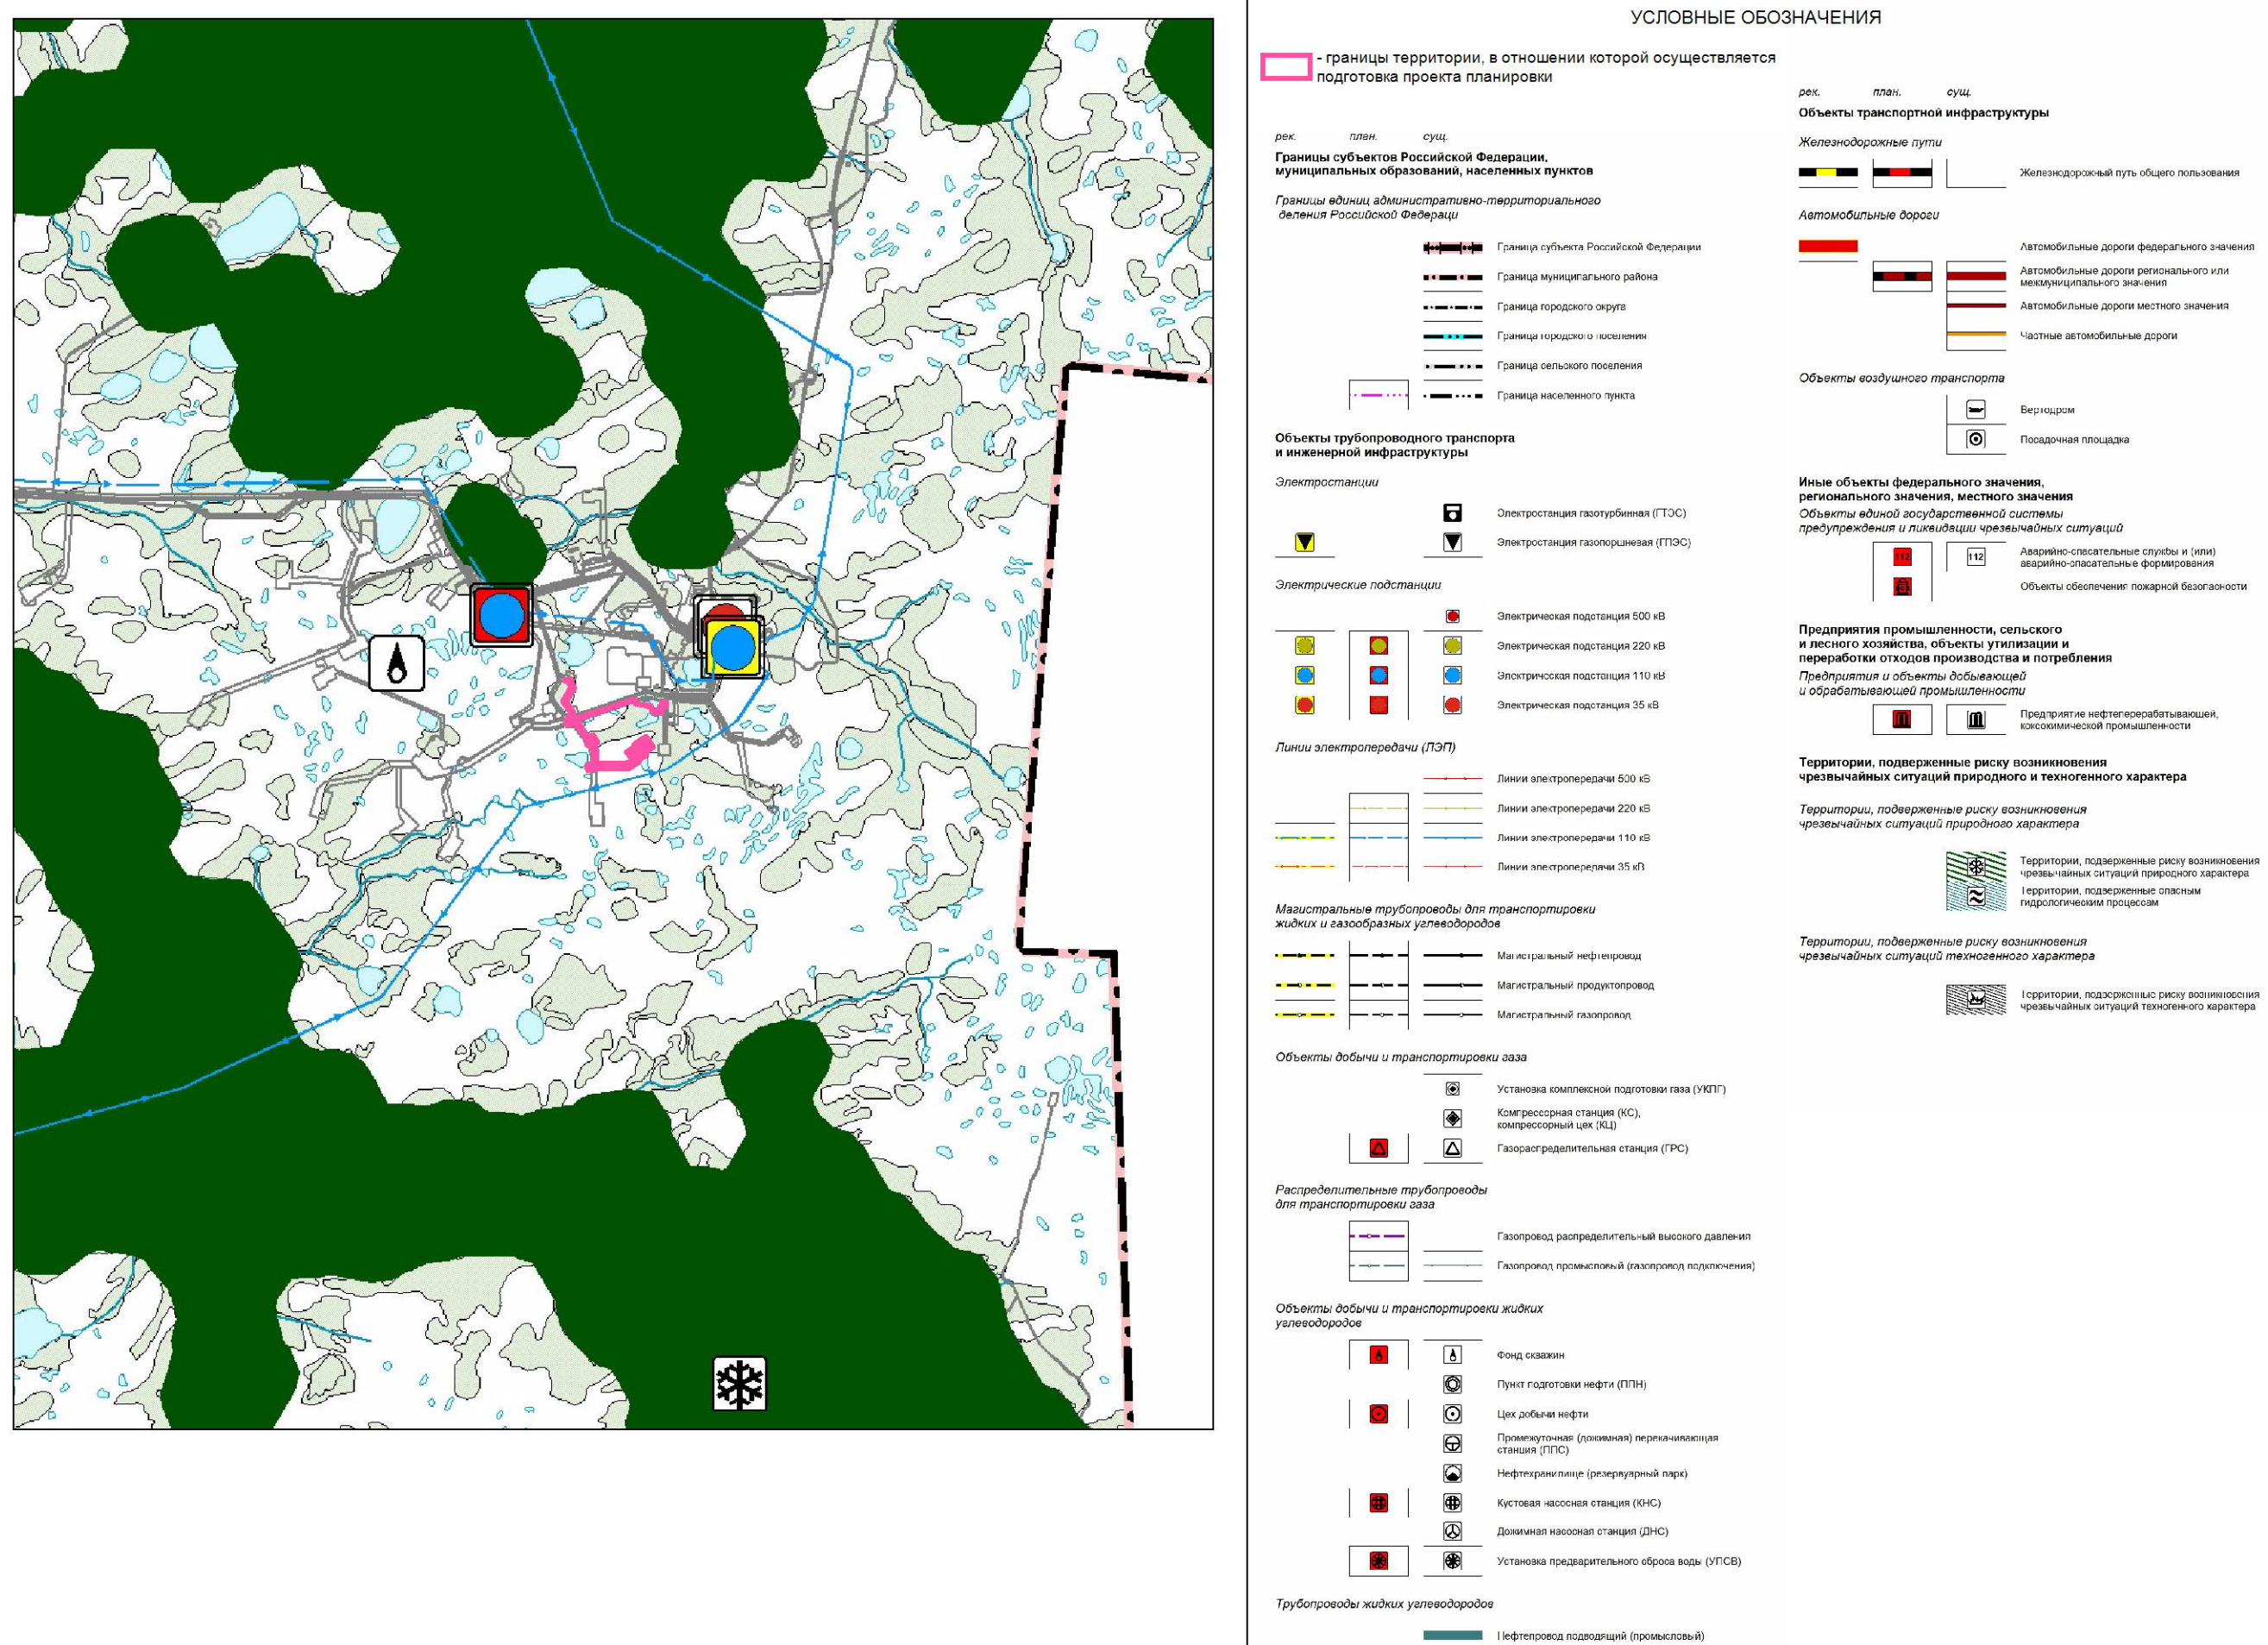 УСЛОВНЫЕ ОБОЗНАЧЕНИЯ
- границы территории, в отношении которой осуществляется
подготовка проекта планировки
рек. план. сущ.
Границы субъектов Российской Федерации,
муниципальных образований, населенных пунктов
Границы единиц административно-территориального
деления Российской Федераци
Граница субъекта Российской Федерации
Граница муниципального района
Граница городского округа
Граница городского поселения
Граница сельского поселения
Граница населенного пункта
Объекты трубопроводного транспорта
и инженерной инфраструктуры
Электростанции
Электростанция газотурбинная (ГТЭС)
Электростанция газопоршневая (ГПЭС)
Электрические подстанции
Электрическая подстанция 500 кВ
Электрическая подстанция 220 кВ
Электрическая подстанция 110 кВ
Электрическая подстанция 35 кВ
Линии электропередачи (ЛЭП)
Линии электропередачи 500 кВ
Линии электропередачи 220 кВ
Линии электропередачи 110 кВ
Линии электропередачи 35 кВ
Магистральные трубопроводы для транспортировки
жидких и газообразных углеводородов
Магистральный нефтепровод
Магистральный продуктопровод
Магистральный газопровод
Объекты добычи и транспортировки газа
Установка комплексной подготовки газа (УКПГ)
Компрессорная станция (КС),
компрессорный цех (КЦ)
Газораспределительная станция (ГРС)
Распределительные трубопроводы
для транспортировки газа
Газопровод распределительный высокого давления
Газопровод промысловый (газопровод подключения)
Объекты добычи и транспортировки жидких
углеводородов
Фонд скважин
Пункт подготовки нефти (ППН)
Цех добычи нефти
Промежуточная (дожимная) перекачивающая
станция (ППС)
Нефтехранилище (резервуарный парк)
Кустовая насосная станция (КНС)
Дожимная насосная станция (ДНС)
Установка предварительного сброса воды (УПСВ)
Трубопроводы жидких углеводородов
Нефтепровод подводящий (промысловый)
рек. план. сущ.
Объекты транспортной инфраструктуры
Железнодорожные пути
Железнодорожный путь общего пользования
Автомобильные дороги
Автомобильные дороги федерального значения
Автомобильные дороги регионального или
межмуниципального значения
Автомобильные дороги местного значения
Частные автомобильные дороги
Объекты воздушного транспорта
Вертодром
Посадочная площадка
Иные объекты федерального значения,
регионального значения, местного значения
Объекты единой государственной системы
предупреждения и ликвидации чрезвычайных ситуаций
112 112 Аварийно-спасательные службы и (или)
аварийно-спасательные формирования
Объекты обеспечения пожарной безопасности
Предприятия промышленности, сельского
и лесного хозяйства, объекты утилизации и
переработки отходов производства и потребления
Предприятия и объекты добывающей
и обрабатывающей промышленности
Предприятие нефтеперерабатывающей,
коксохимической промышленности
Территории, подверженные риску возникновения
чрезвычайных ситуаций природного и техногенного характера
Территории, подверженные риску возникновения
чрезвычайных ситуаций природного характера
Территории, подверженные риску возникновения
чрезвычайных ситуаций природного характера
Территории, подверженные опасным
гидрологическим процессам
Территории, подверженные риску возникновения
чрезвычайных ситуаций техногенного характера
Территории, подверженные риску возникновения
чрезвычайных ситуаций техногенного характера